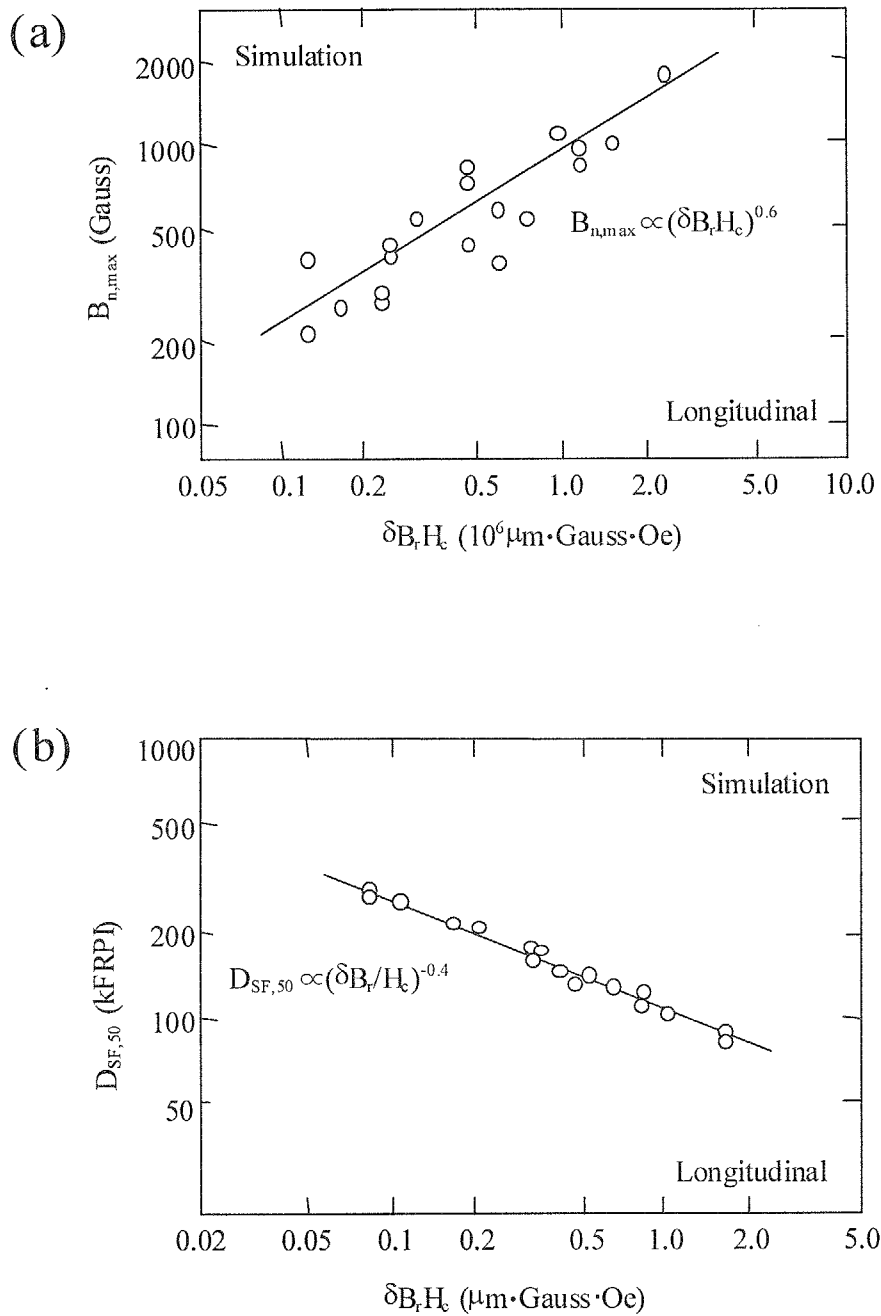 (a)
Simulation
2000
1000
500
200
100
B_n,max (Gauss)
B_n,max ∝(δB_rH_c)^0.6
Longitudinal
0.05 0.1 0.2 0.5 1.0 2.0 5.0 10.0
δB_rH_c (10^6 μm·Gauss·Oe)
(b)
1000
500
200
100
50
D_SF,50 (kFRPI)
Simulation
D_SF,50 ∝(δB_r/H_c)^-0.4
Longitudinal
0.02 0.05 0.1 0.2 0.5 1.0 2.0 5.0
δB_rH_c (μm·Gauss·Oe)